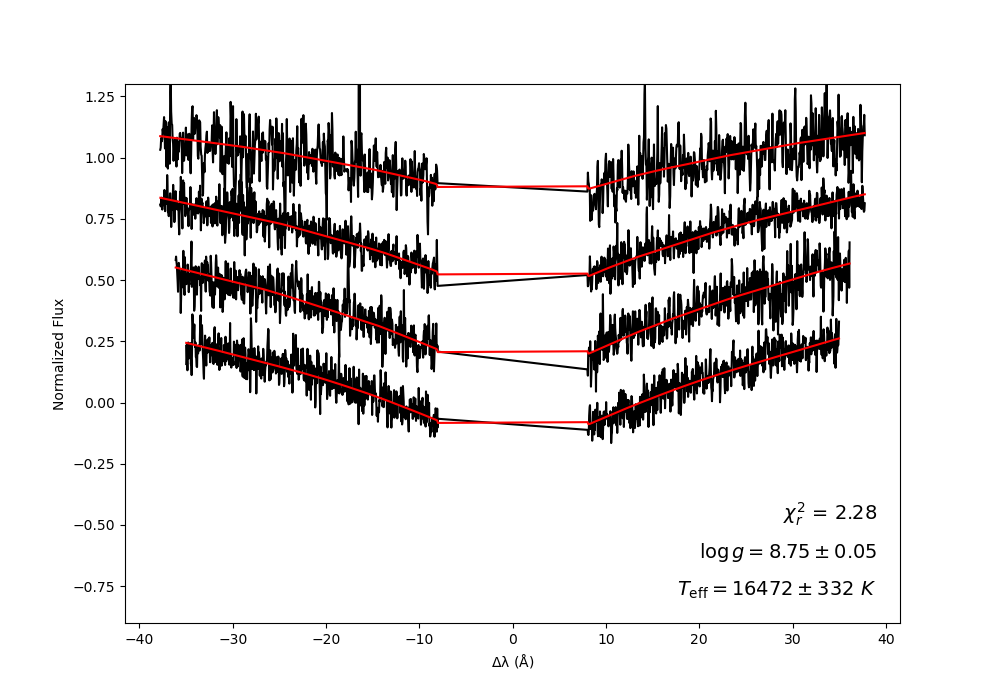 1.25
1.00
0.75
0.50
0.25
0.00
−0.25
−0.50
−0.75
Normalized Flux
χ²ᵣ = 2.28
log g = 8.75 ± 0.05
T_eff = 16472 ± 332 K
−40 −30 −20 −10 0 10 20 30 40
Δλ (Å)